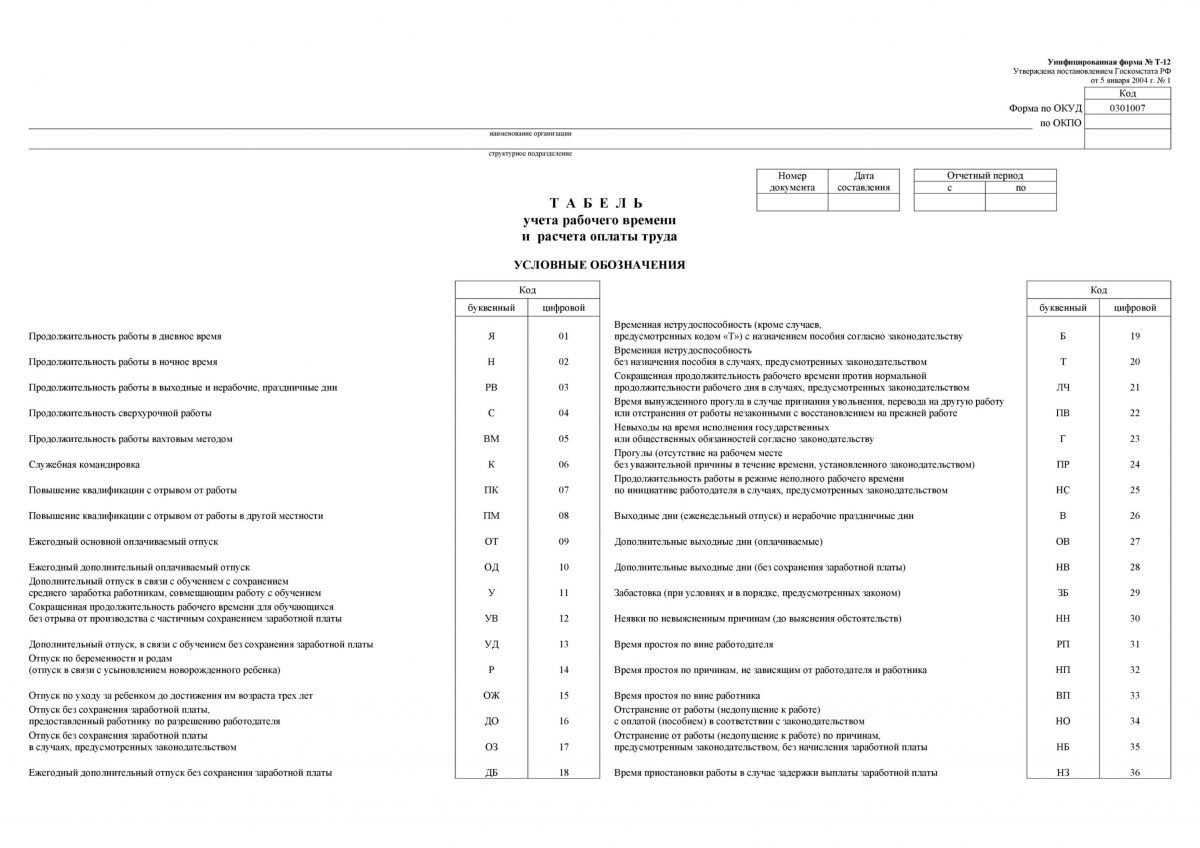 Унифицированная форма № Т-12
Утверждена постановлением Госкомстата РФ
от 5 января 2004 г. № 1
Код
Форма по ОКУД 0301007
по ОКПО
наименование организации
структурное подразделение
Номер документа Дата составления Отчетный период
с по
Т А Б Е Л Ь
учета рабочего времени
и расчета оплаты труда
УСЛОВНЫЕ ОБОЗНАЧЕНИЯ
Код
буквенный цифровой
Продолжительность работы в дневное время Я 01
Продолжительность работы в ночное время Н 02
Продолжительность работы в выходные и нерабочие, праздничные дни РВ 03
Продолжительность сверхурочной работы С 04
Продолжительность работы вахтовым методом ВМ 05
Служебная командировка К 06
Повышение квалификации с отрывом от работы ПК 07
Повышение квалификации с отрывом от работы в другой местности ПМ 08
Ежегодный основной оплачиваемый отпуск ОТ 09
Ежегодный дополнительный оплачиваемый отпуск ОД 10
Дополнительный отпуск в связи с обучением с сохранением
среднего заработка работникам, совмещающим работу с обучением У 11
Сокращенная продолжительность рабочего времени для обучающихся
без отрыва от производства с частичным сохранением заработной платы УВ 12
Дополнительный отпуск, в связи с обучением без сохранения заработной платы УД 13
Отпуск по беременности и родам
(отпуск в связи с усыновлением новорожденного ребенка) Р 14
Отпуск по уходу за ребенком до достижения им возраста трех лет ОЖ 15
Отпуск без сохранения заработной платы,
предоставленный работнику по разрешению работодателя ДО 16
Отпуск без сохранения заработной платы
в случаях, предусмотренных законодательством ОЗ 17
Ежегодный дополнительный отпуск без сохранения заработной платы ДБ 18
Код
буквенный цифровой
Временная нетрудоспособность (кроме случаев,
предусмотренных кодом «Т») с назначением пособия согласно законодательству Б 19
Временная нетрудоспособность
без назначения пособия в случаях, предусмотренных законодательством Т 20
Сокращенная продолжительность рабочего времени против нормальной
продолжительности рабочего дня в случаях, предусмотренных законодательством ЛЧ 21
Время вынужденного прогула в случае признания увольнения, перевода на другую работу
или отстранения от работы незаконными с восстановлением на прежней работе ПВ 22
Невыходы на время исполнения государственных
или общественных обязанностей согласно законодательству Г 23
Прогулы (отсутствие на рабочем месте
без уважительной причины в течение времени, установленного законодательством) ПР 24
Продолжительность работы в режиме неполного рабочего времени
по инициативе работодателя в случаях, предусмотренных законодательством НС 25
Выходные дни (еженедельный отпуск) и нерабочие праздничные дни В 26
Дополнительные выходные дни (оплачиваемые) ОВ 27
Дополнительные выходные дни (без сохранения заработной платы) НВ 28
Забастовка (при условиях и в порядке, предусмотренных законом) ЗБ 29
Неявки по невыясненным причинам (до выяснения обстоятельств) НН 30
Время простоя по вине работодателя РП 31
Время простоя по причинам, не зависящим от работодателя и работника НП 32
Время простоя по вине работника ВП 33
Отстранение от работы (недопущение к работе)
с оплатой (пособием) в соответствии с законодательством НО 34
Отстранение от работы (недопущение к работе) по причинам,
предусмотренным законодательством, без начисления заработной платы НБ 35
Время приостановки работы в случае задержки выплаты заработной платы НЗ 36